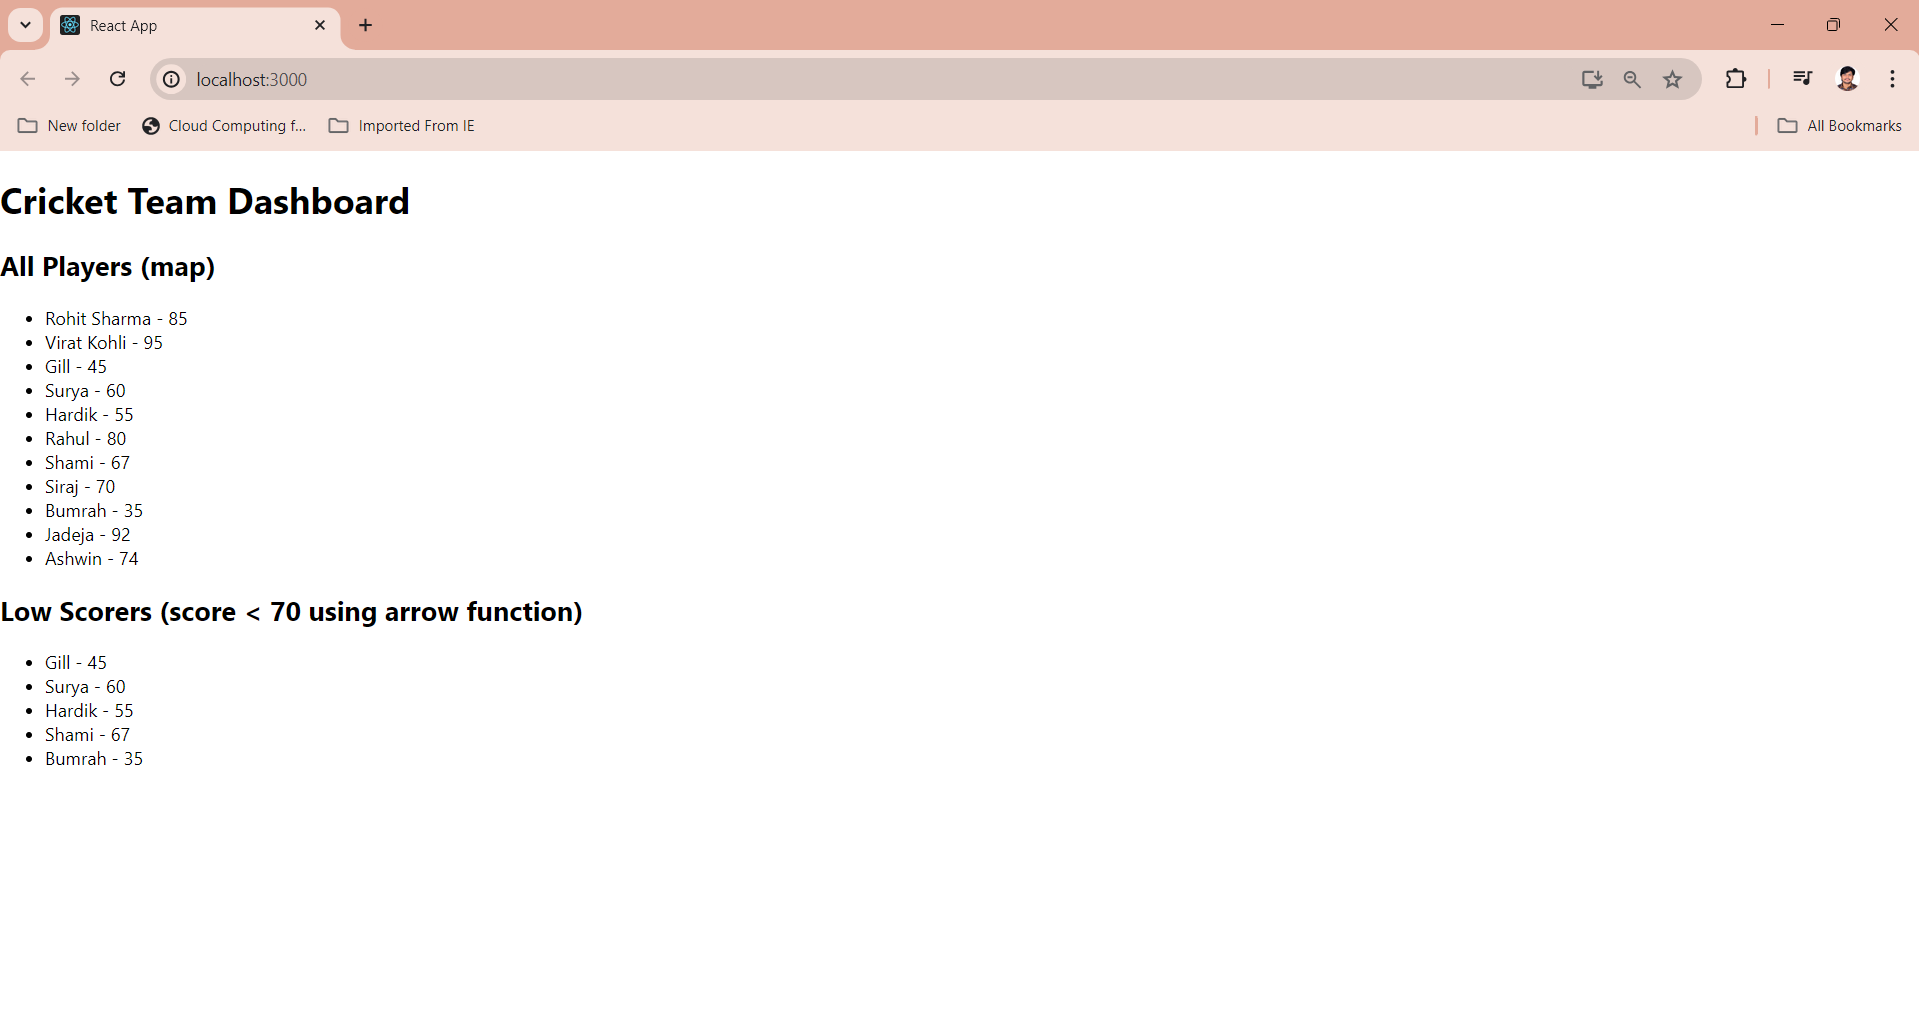 React App
localhost:3000
New folder
Cloud Computing f...
Imported From IE
All Bookmarks
Cricket Team Dashboard
All Players (map)
• Rohit Sharma - 85
• Virat Kohli - 95
• Gill - 45
• Surya - 60
• Hardik - 55
• Rahul - 80
• Shami - 67
• Siraj - 70
• Bumrah - 35
• Jadeja - 92
• Ashwin - 74
Low Scorers (score < 70 using arrow function)
• Gill - 45
• Surya - 60
• Hardik - 55
• Shami - 67
• Bumrah - 35